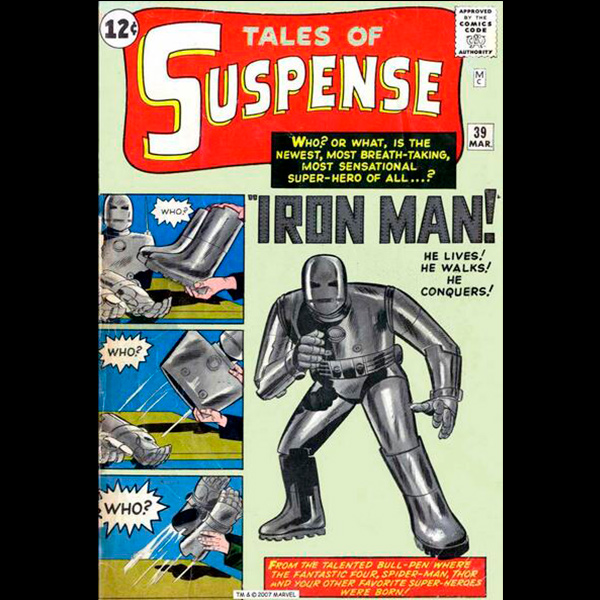 12¢
TALES OF
SUSPENSE
APPROVED
BY THE
COMICS
CODE
AUTHORITY
M
C
39
MAR.
WHO? OR WHAT, IS THE
NEWEST, MOST BREATH-TAKING,
MOST SENSATIONAL
SUPER-HERO OF ALL...?
"IRON MAN!"
HE LIVES!
HE WALKS!
HE
CONQUERS!
WHO?
WHO?
WHO?
FROM THE TALENTED BULL-PEN WHERE
THE FANTASTIC FOUR, SPIDER-MAN, THOR
AND YOUR OTHER FAVORITE SUPER-HEROES
WERE BORN!
TM & © 2007 MARVEL